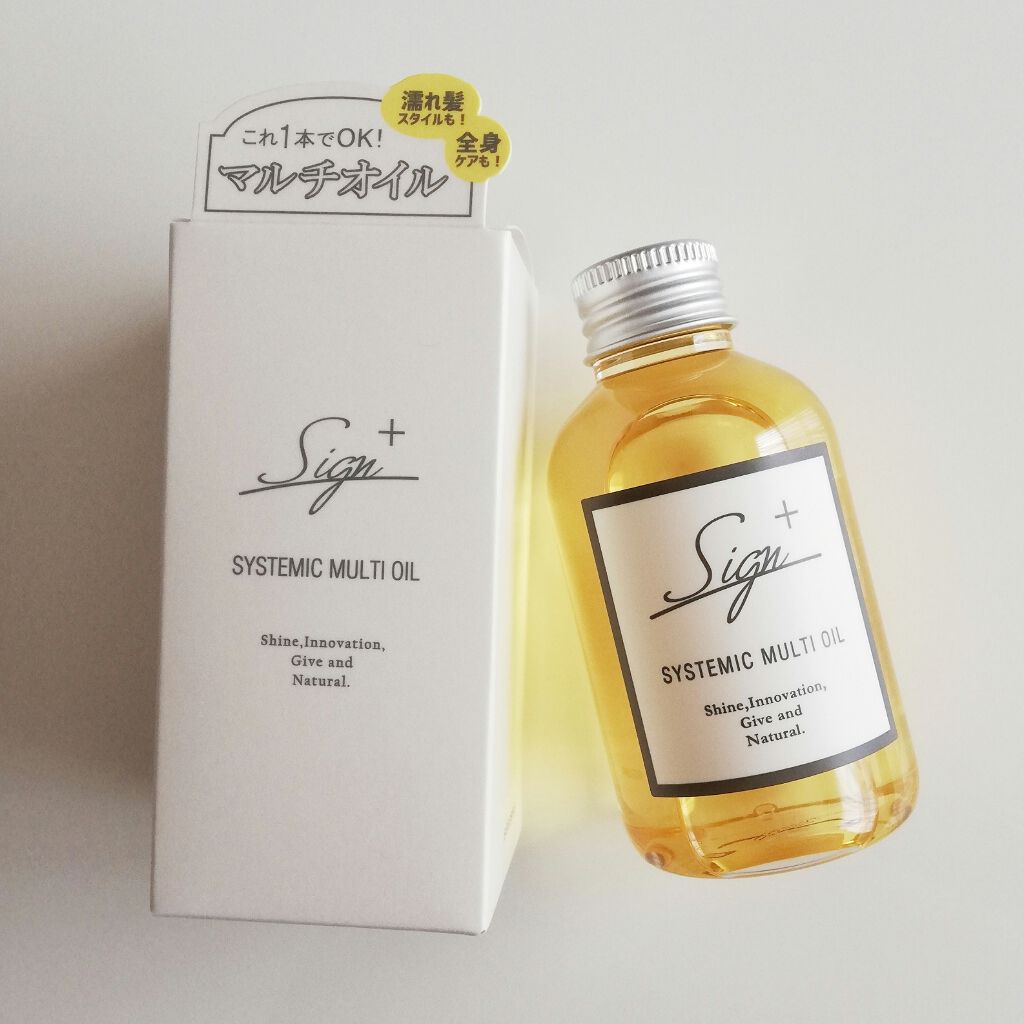 濡れ髪
スタイルも!
全身
ケアも!
これ1本でOK!
マルチオイル
Sign+
SYSTEMIC MULTI OIL
Shine,Innovation,
Give and
Natural.
Sign+
SYSTEMIC MULTI OIL
Shine,Innovation,
Give and
Natural.